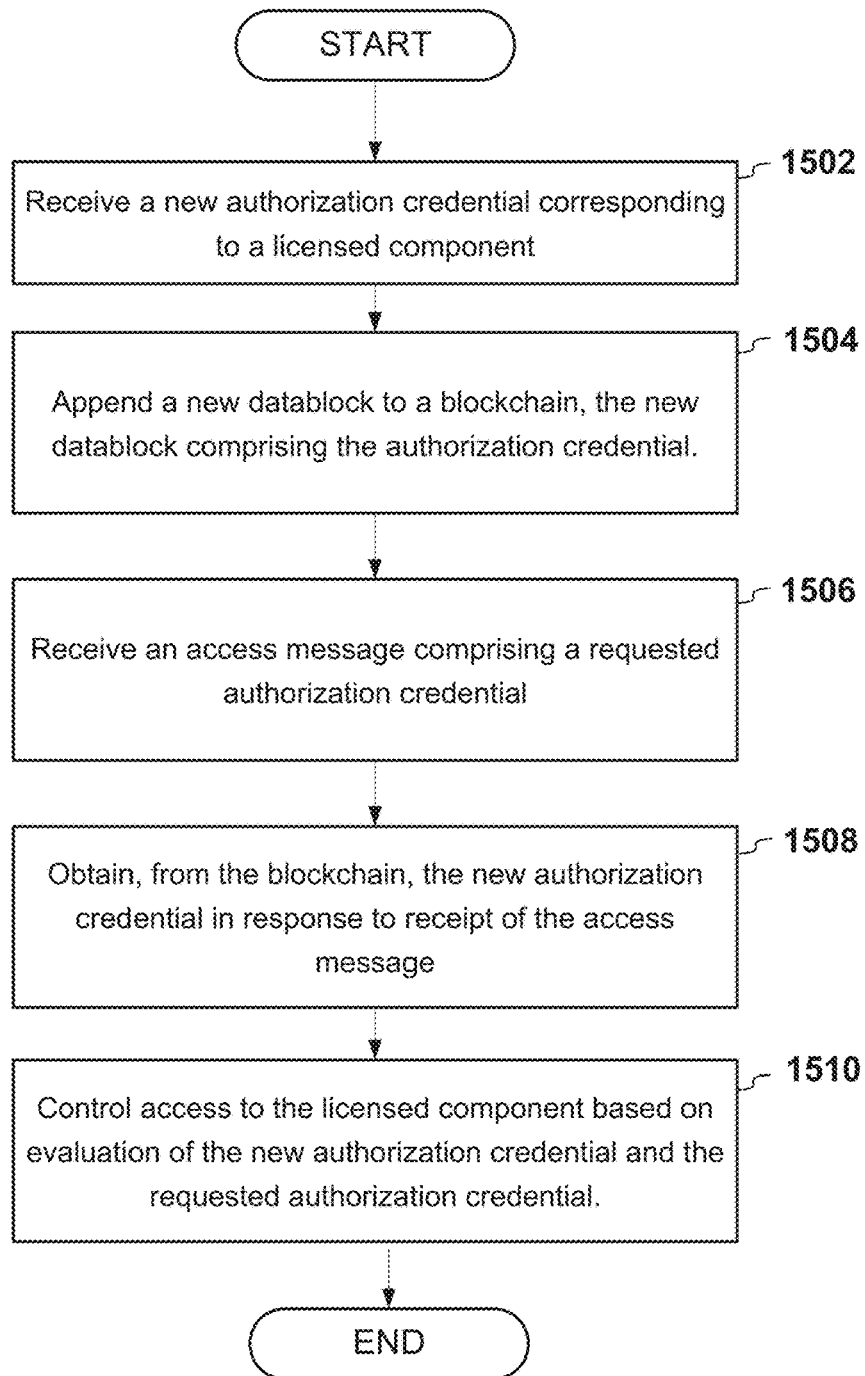 START
1502
Receive a new authorization credential corresponding
to a licensed component
1504
Append a new datablock to a blockchain, the new
datablock comprising the authorization credential.
1506
Receive an access message comprising a requested
authorization credential
1508
Obtain, from the blockchain, the new authorization
credential in response to receipt of the access
message
1510
Control access to the licensed component based on
evaluation of the new authorization credential and the
requested authorization credential.
END